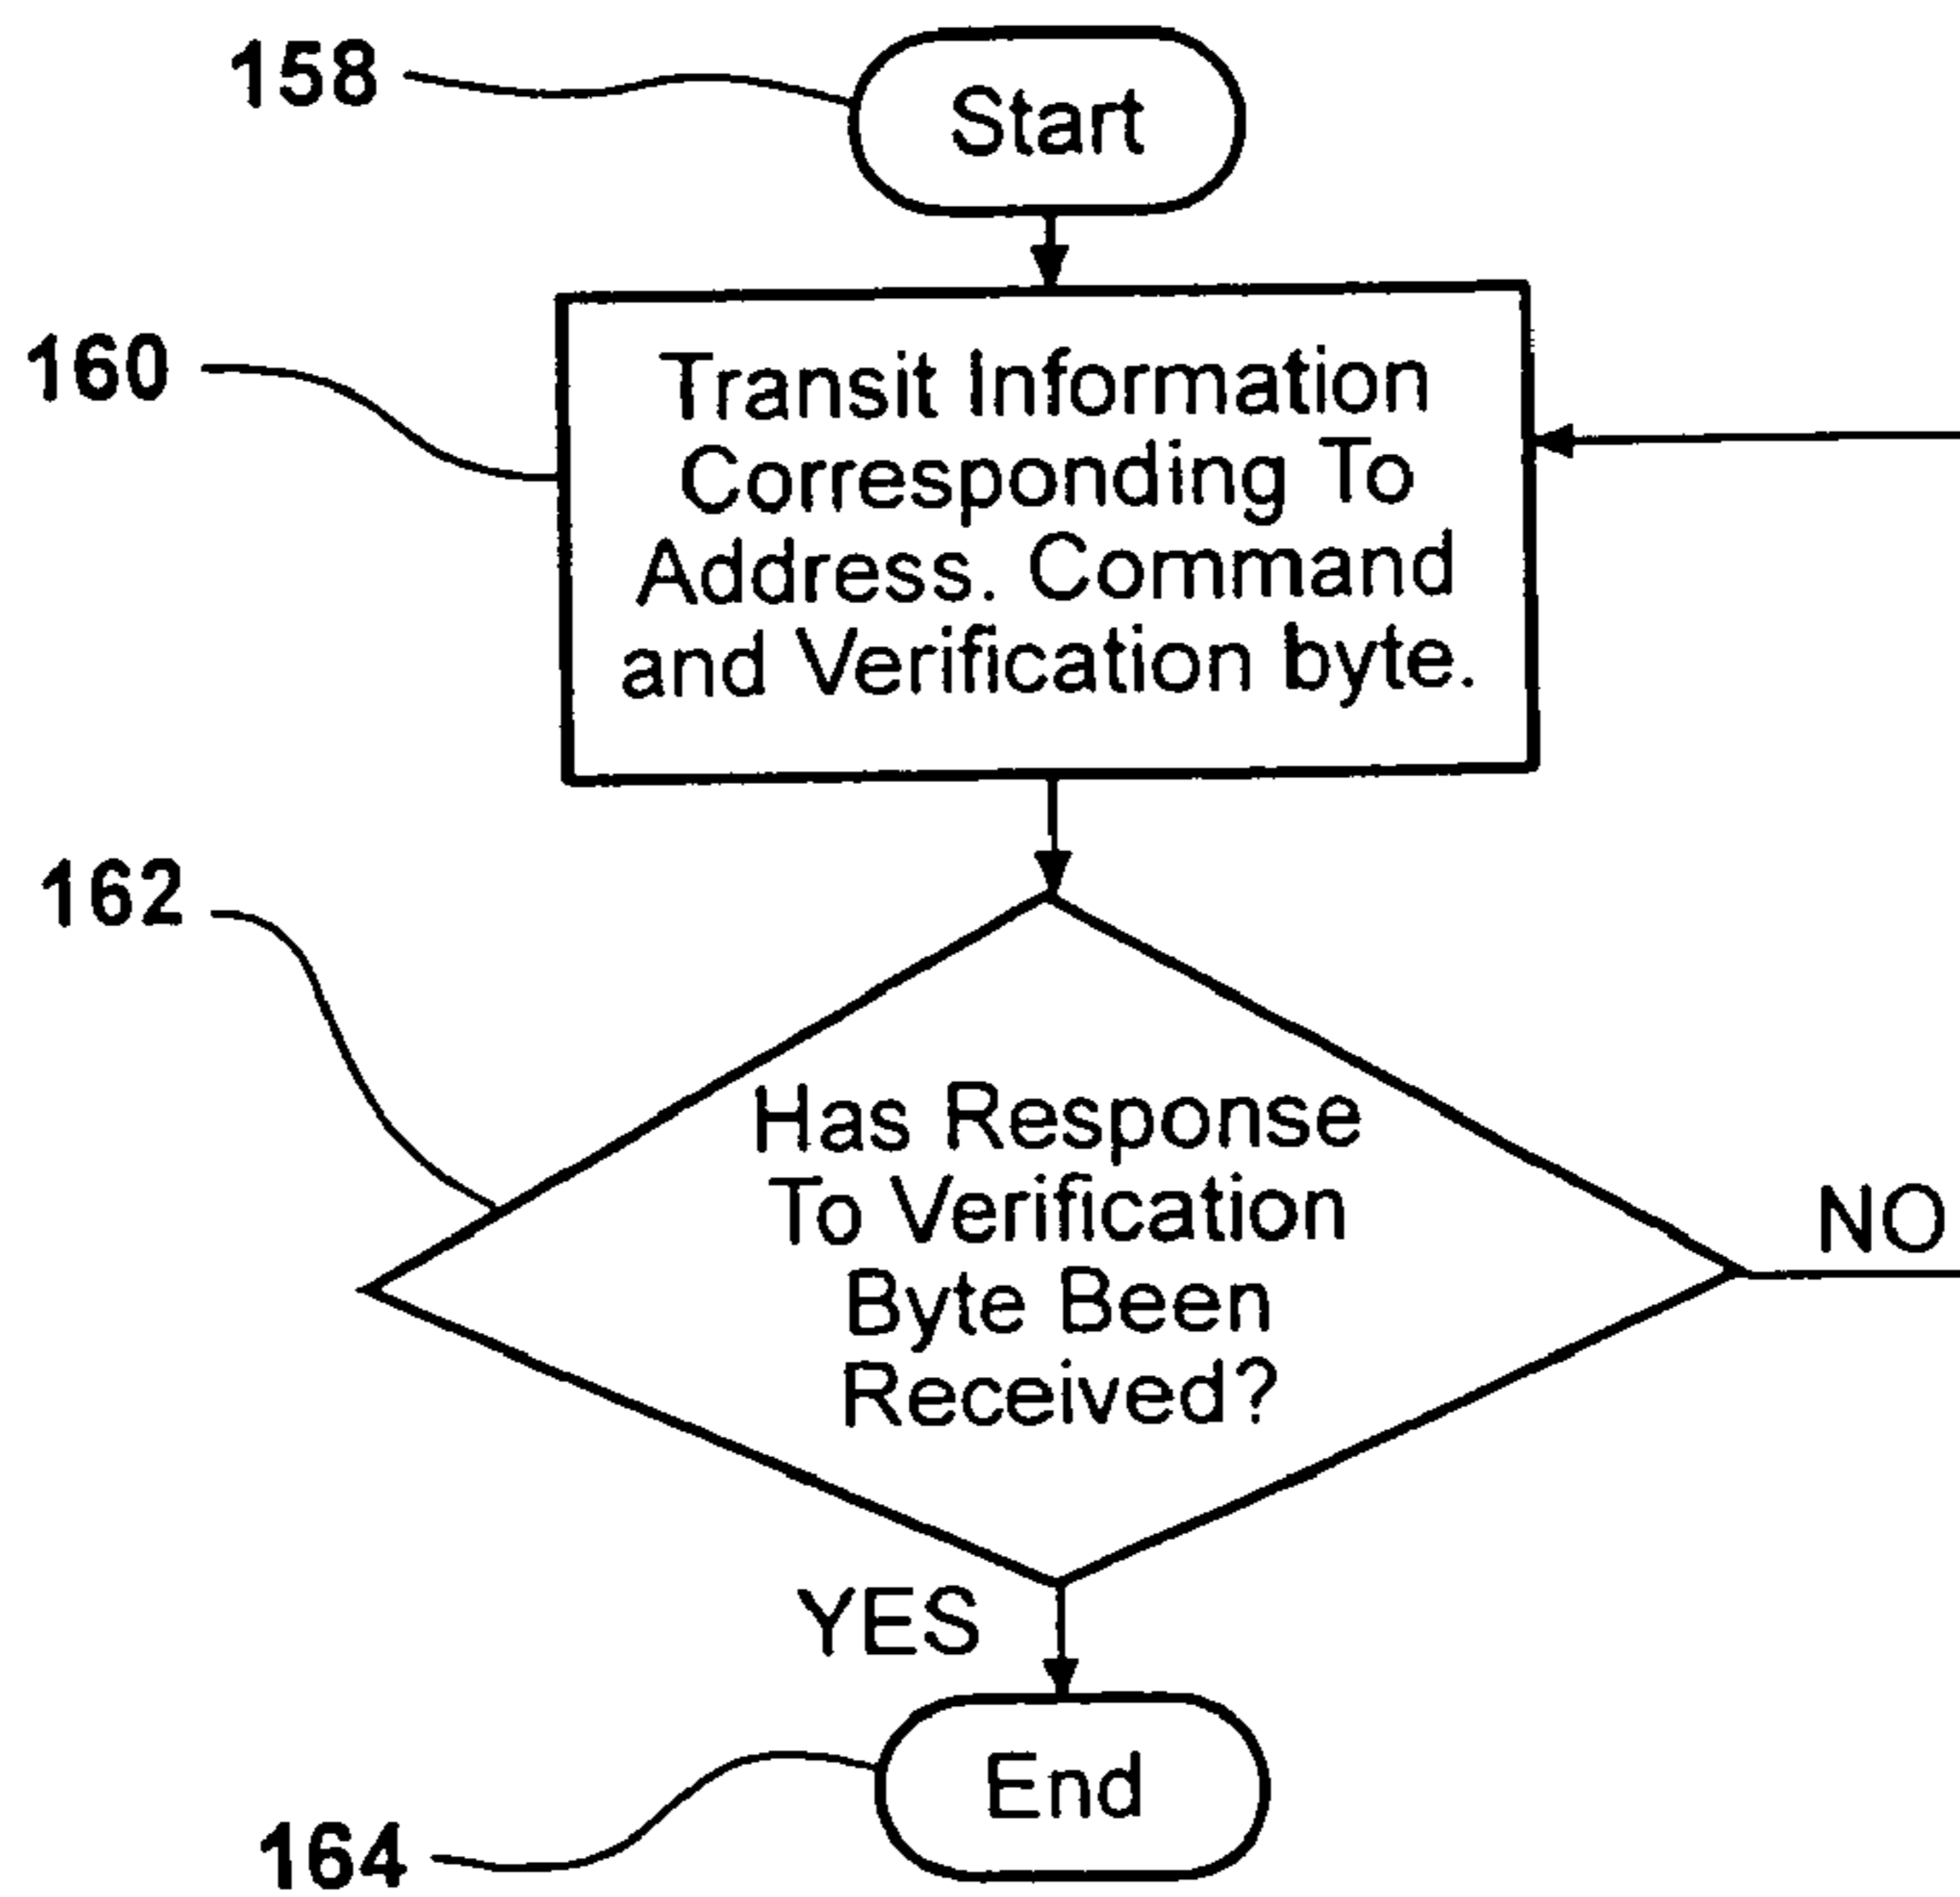 158
Start
160
Transit Information
Corresponding To
Address. Command
and Verification byte.
162
Has Response
To Verification
Byte Been
Received?
NO
YES
End
164